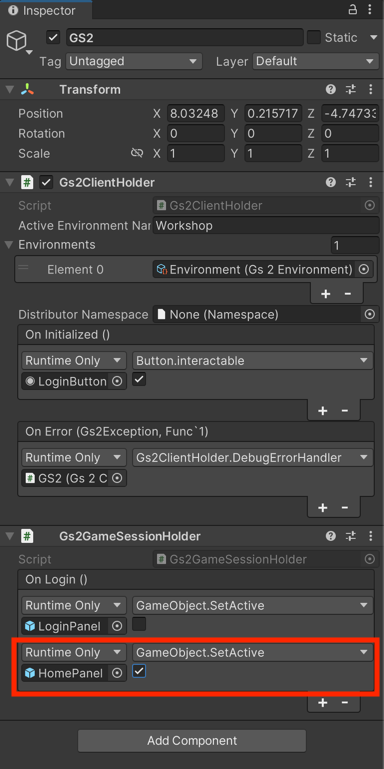 Inspector
GS2
Static
Tag Untagged Layer Default
Transform
Position X 8.03248 Y 0.215717 Z -4.7473
Rotation X 0 Y 0 Z 0
Scale X 1 Y 1 Z 1
# Gs2ClientHolder
Script # Gs2ClientHolder
Active Environment Nar Workshop
Environments 1
= Element 0 Environment (Gs 2 Environment)
+ -
Distributor Namespace None (Namespace)
On Initialized ()
Runtime Only Button.interactable
LoginButton
+ -
On Error (Gs2Exception, Func`1)
Runtime Only Gs2ClientHolder.DebugErrorHandler
# GS2 (Gs 2 C
+ -
# Gs2GameSessionHolder
Script # Gs2GameSessionHolder
On Login ()
Runtime Only GameObject.SetActive
LoginPanel
Runtime Only GameObject.SetActive
HomePanel
+ -
Add Component